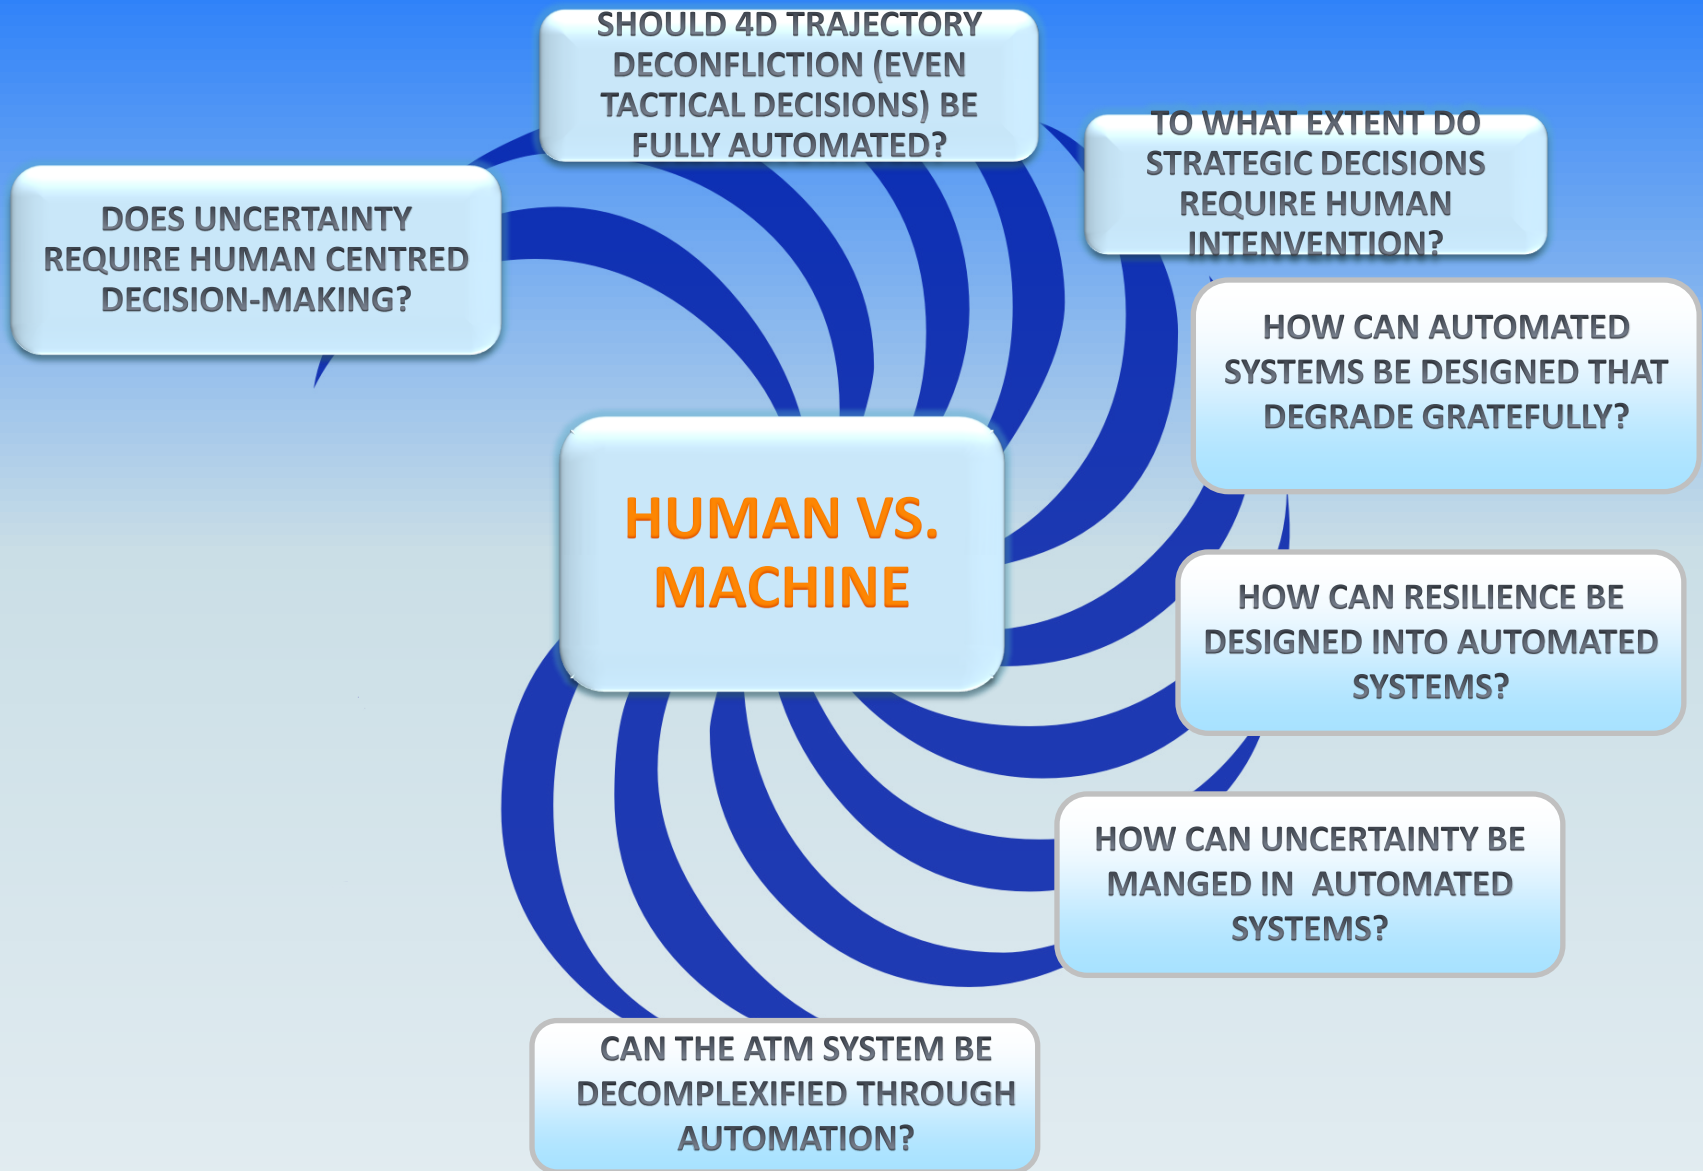 SHOULD 4D TRAJECTORY
DECONFLICTION (EVEN
TACTICAL DECISIONS) BE
FULLY AUTOMATED?
TO WHAT EXTENT DO
STRATEGIC DECISIONS
REQUIRE HUMAN
INTENVENTION?
DOES UNCERTAINTY
REQUIRE HUMAN CENTRED
DECISION-MAKING?
HOW CAN AUTOMATED
SYSTEMS BE DESIGNED THAT
DEGRADE GRATEFULLY?
HUMAN VS.
MACHINE
HOW CAN RESILIENCE BE
DESIGNED INTO AUTOMATED
SYSTEMS?
HOW CAN UNCERTAINTY BE
MANGED IN  AUTOMATED
SYSTEMS?
CAN THE ATM SYSTEM BE
DECOMPLEXIFIED THROUGH
AUTOMATION?